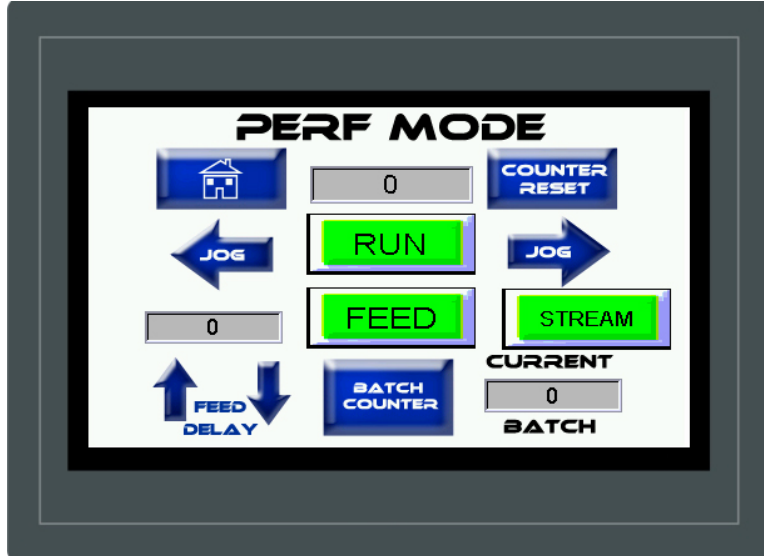 PERF MODE
0
COUNTER
RESET
JOG
RUN
JOG
0
FEED
STREAM
FEED
DELAY
BATCH
COUNTER
CURRENT
0
BATCH